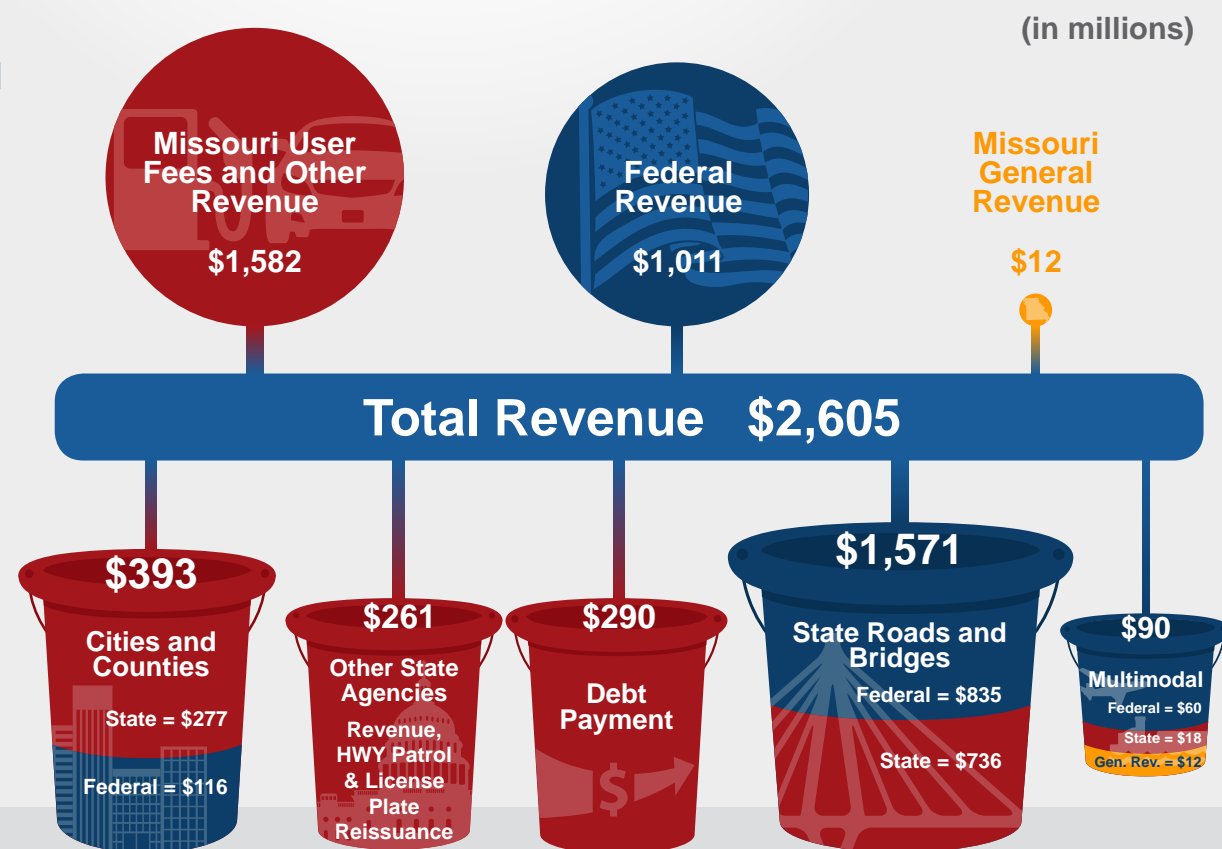 (in millions)
Missouri User
Fees and Other
Revenue
$1,582
Federal
Revenue
$1,011
Missouri
General
Revenue
$12
Total Revenue $2,605
$393
Cities and
Counties
State = $277
Federal = $116
$261
Other State
Agencies
Revenue,
HWY Patrol
& License
Plate
Reissuance
$290
Debt
Payment
$
$1,571
State Roads and
Bridges
Federal = $835
State = $736
$90
Multimodal
Federal = $60
State = $18
Gen. Rev. = $12